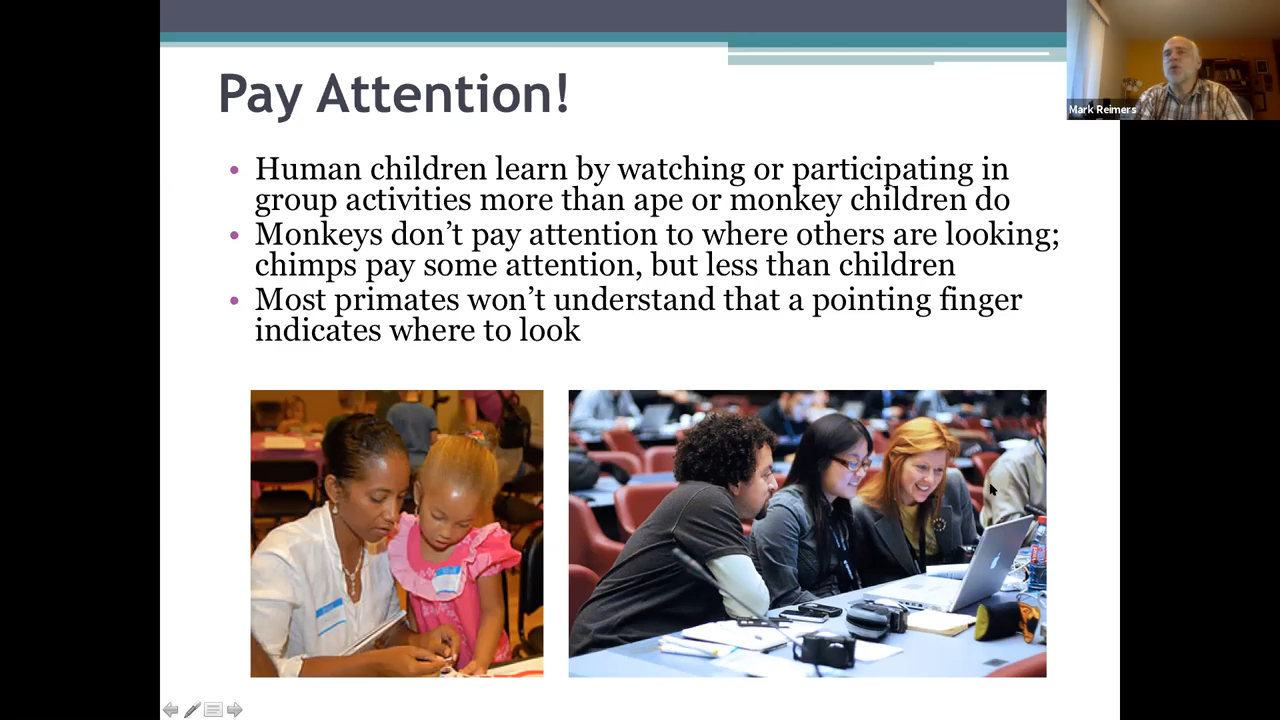 Pay Attention!
Mark Reimers
• Human children learn by watching or participating in
group activities more than ape or monkey children do
• Monkeys don’t pay attention to where others are looking;
chimps pay some attention, but less than children
• Most primates won’t understand that a pointing finger
indicates where to look